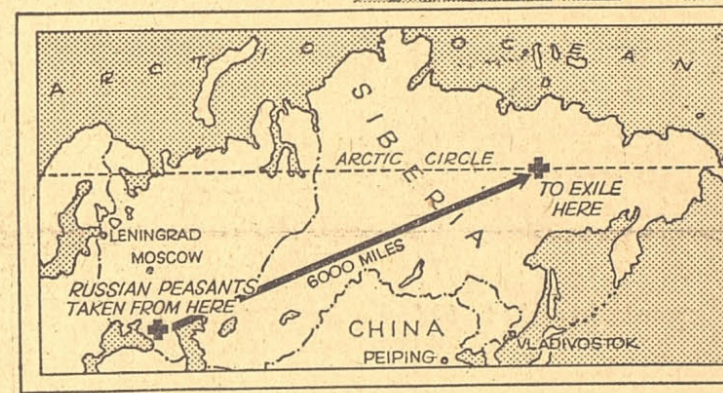 ARCTIC OCEAN
SIBERIA
ARCTIC CIRCLE
TO EXILE
HERE
LENINGRAD
MOSCOW
6000 MILES
RUSSIAN PEASANTS
TAKEN FROM HERE
CHINA
PEIPING
VLADIVOSTOK